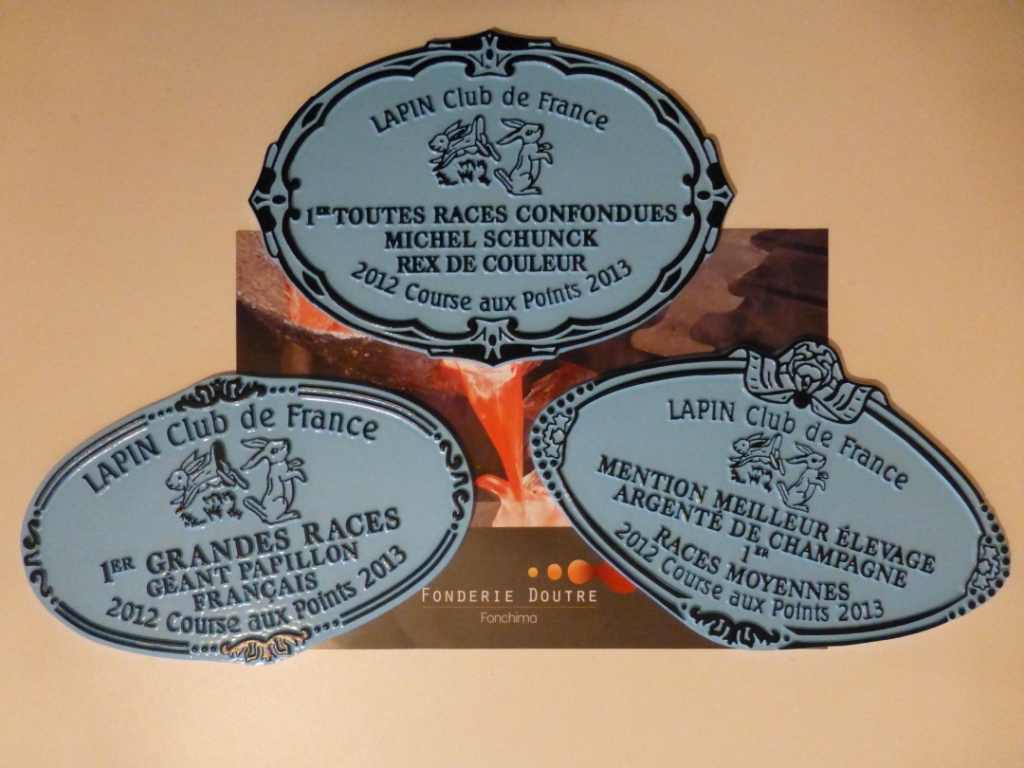 LAPIN Club de France
1ER TOUTES RACES CONFONDUES
MICHEL SCHUNCK
REX DE COULEUR
2012 Course aux Points 2013
LAPIN Club de France
1ER GRANDES RACES
GÉANT PAPILLON
FRANÇAIS
2012 Course aux Points 2013
LAPIN Club de France
MENTION MEILLEUR ÉLEVAGE
ARGENTÉ DE CHAMPAGNE
1ER
RACES MOYENNES
2012 Course aux Points 2013
FONDERIE DOUTRE
Fonchima